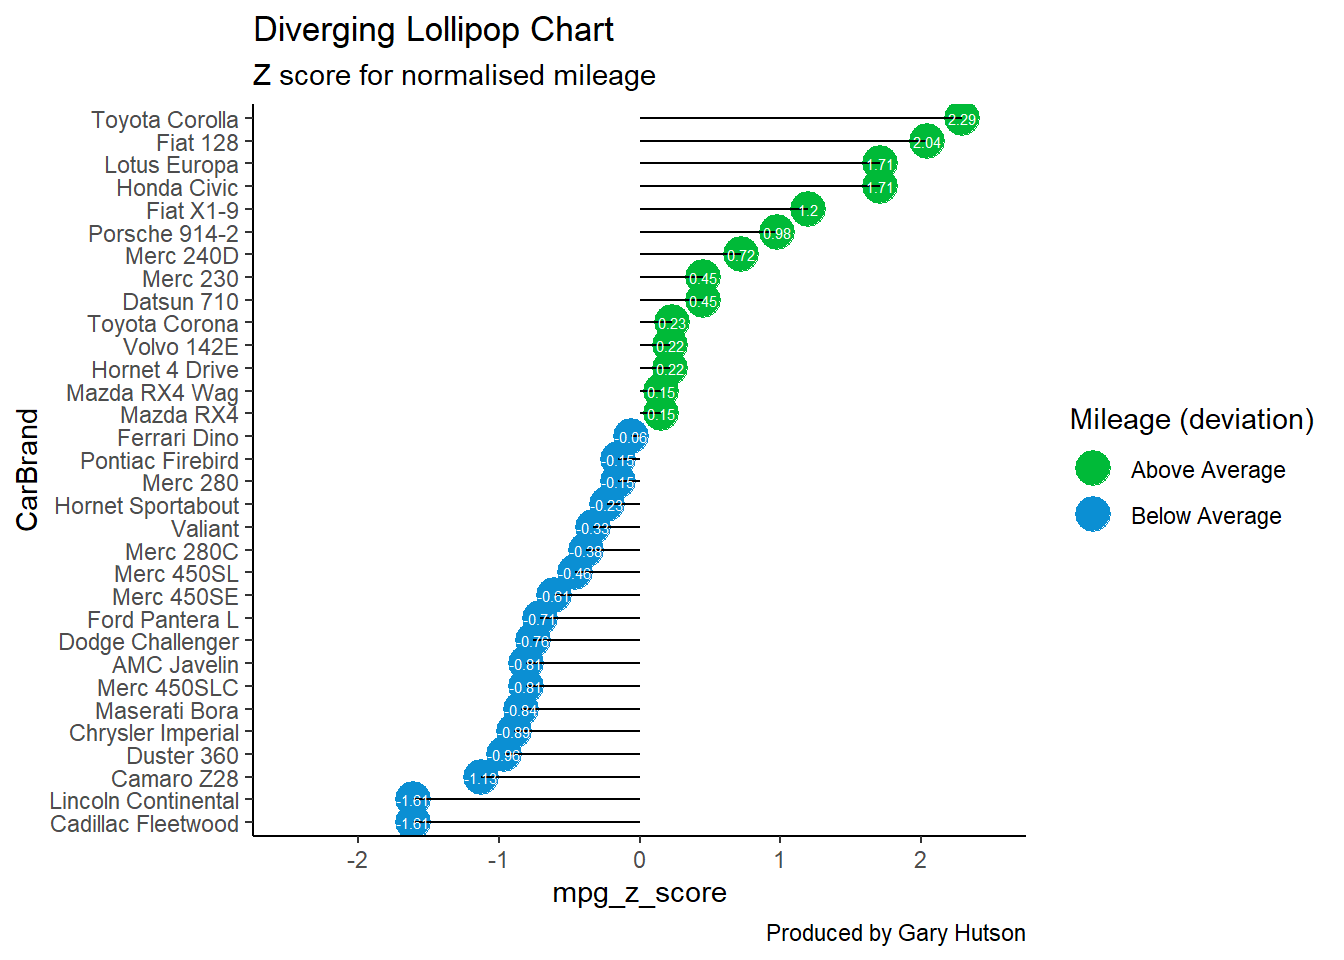 Diverging Lollipop Chart
Z score for normalised mileage
CarBrand
Toyota Corolla 2.29
Fiat 128 2.04
Lotus Europa 1.71
Honda Civic 1.71
Fiat X1-9 1.2
Porsche 914-2 0.98
Merc 240D 0.72
Merc 230 0.45
Datsun 710 0.45
Toyota Corona 0.23
Volvo 142E 0.22
Hornet 4 Drive 0.22
Mazda RX4 Wag 0.15
Mazda RX4 0.15
Ferrari Dino -0.06
Pontiac Firebird -0.15
Merc 280 -0.15
Hornet Sportabout -0.23
Valiant -0.33
Merc 280C -0.38
Merc 450SL -0.46
Merc 450SE -0.61
Ford Pantera L -0.71
Dodge Challenger -0.76
AMC Javelin -0.81
Merc 450SLC -0.81
Maserati Bora -0.84
Chrysler Imperial -0.89
Duster 360 -0.96
Camaro Z28 -1.13
Lincoln Continental -1.61
Cadillac Fleetwood -1.61
-2 -1 0 1 2
mpg_z_score
Mileage (deviation)
Above Average
Below Average
Produced by Gary Hutson